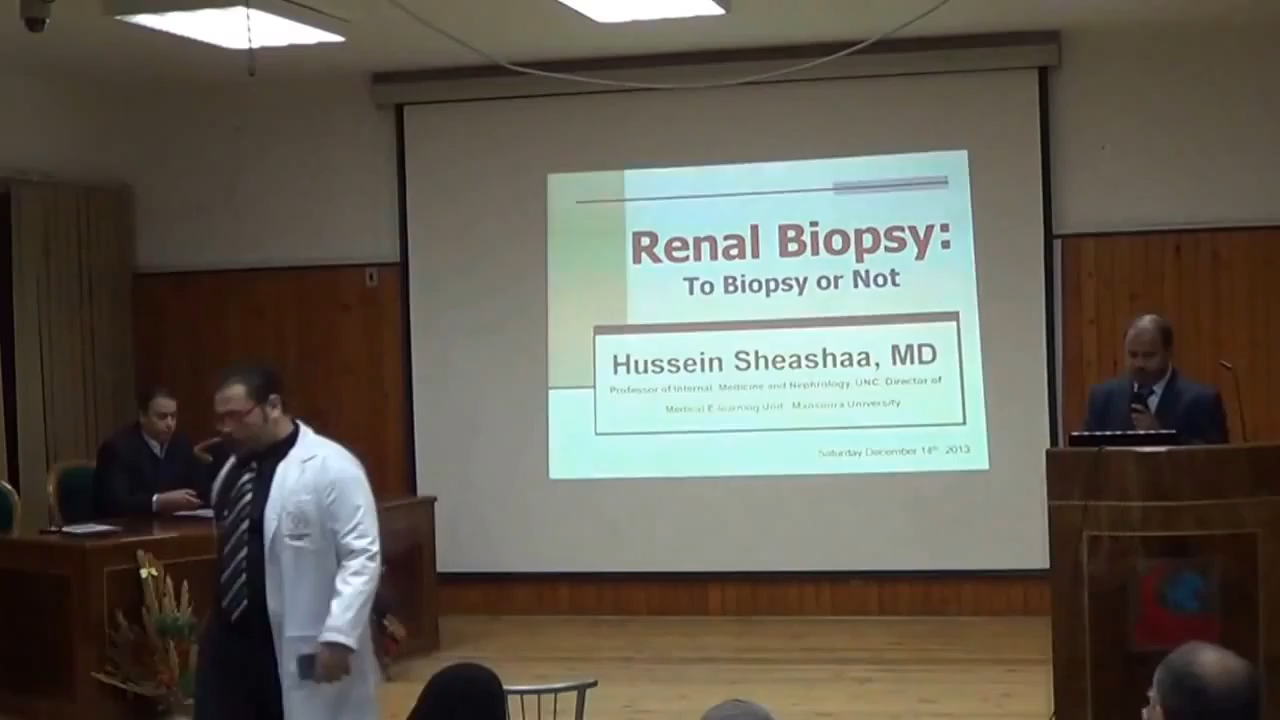 Renal Biopsy:
To Biopsy or Not
Hussein Sheashaa, MD
Professor of Internal Medicine and Nephrology, UNC, Director of
Medical E-learning Unit, Mansoura University
Saturday December 14th, 2013